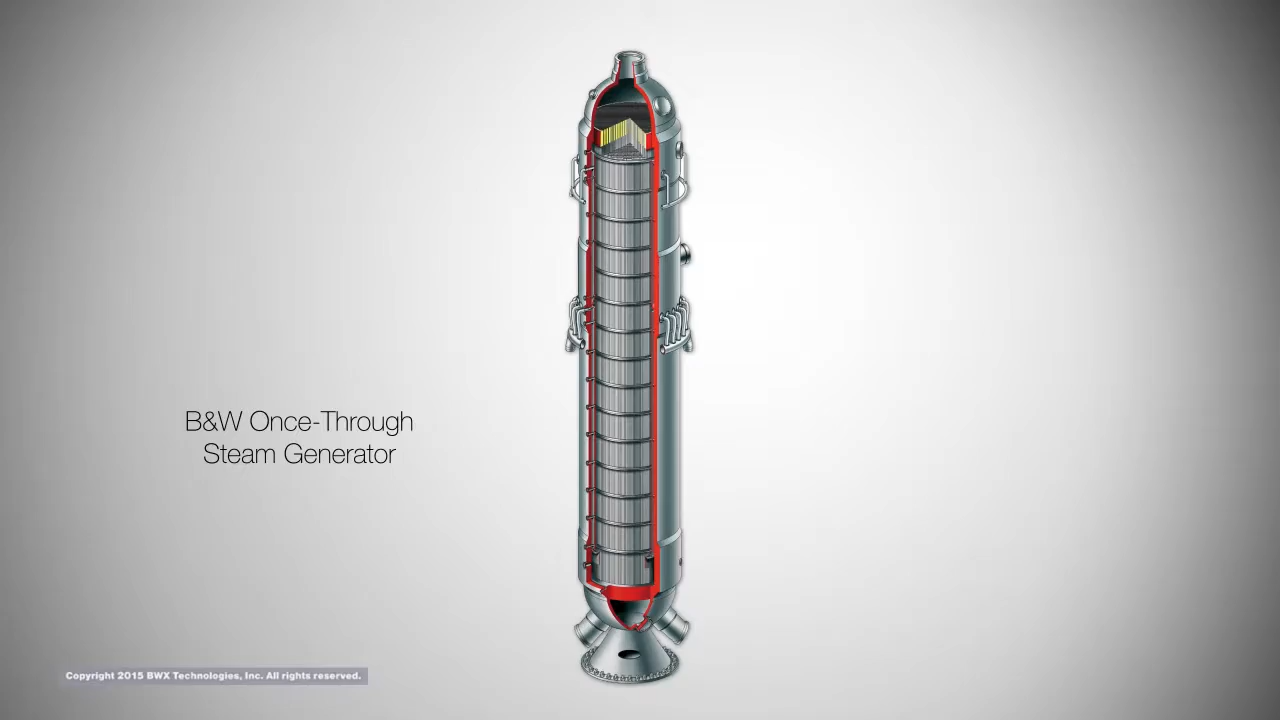 B&W Once-Through
Steam Generator
Copyright 2015 BWX Technologies, Inc. All rights reserved.